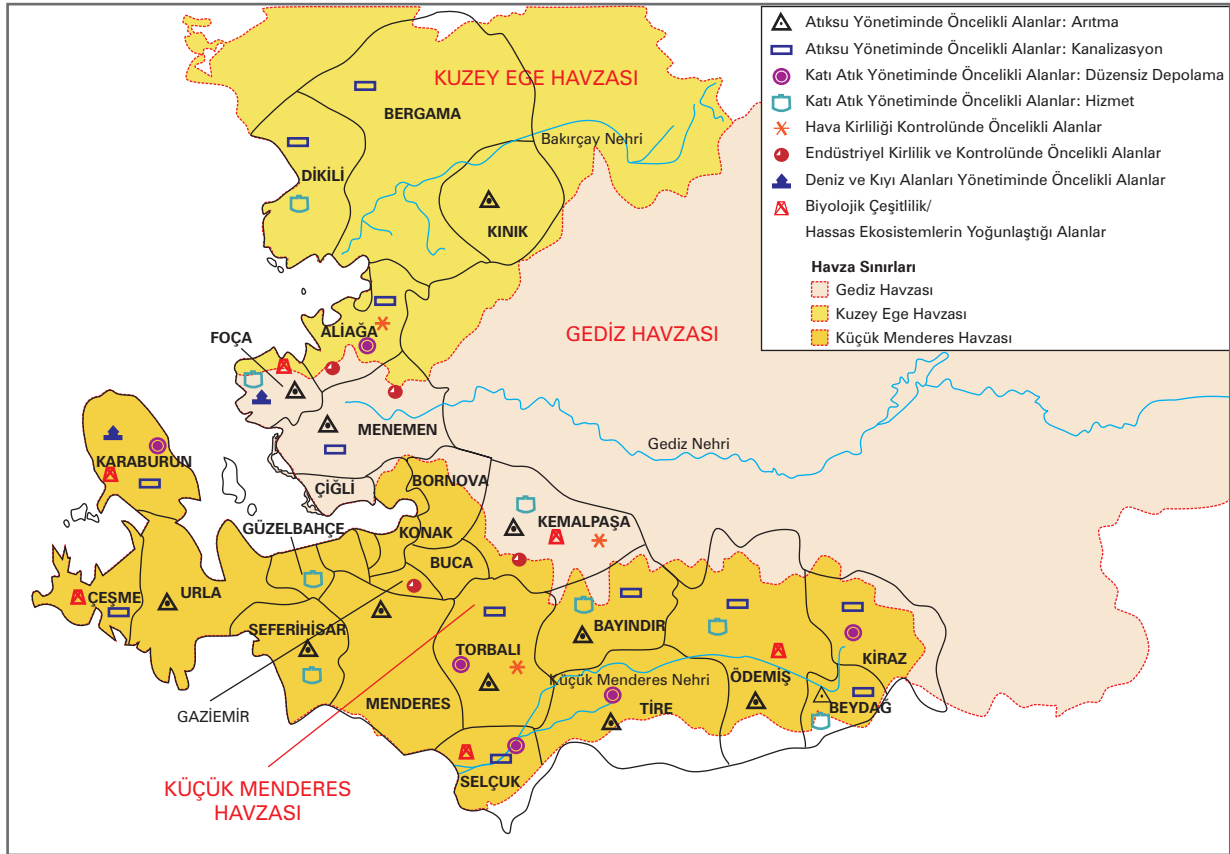 Atıksu Yönetiminde Öncelikli Alanlar: Arıtma
Atıksu Yönetiminde Öncelikli Alanlar: Kanalizasyon
Katı Atık Yönetiminde Öncelikli Alanlar: Düzensiz Depolama
Katı Atık Yönetiminde Öncelikli Alanlar: Hizmet
Hava Kirliliği Kontrolünde Öncelikli Alanlar
Endüstriyel Kirlilik ve Kontrolünde Öncelikli Alanlar
Deniz ve Kıyı Alanları Yönetiminde Öncelikli Alanlar
Biyolojik Çeşitlilik/
Hassas Ekosistemlerin Yoğunlaştığı Alanlar
Havza Sınırları
Gediz Havzası
Kuzey Ege Havzası
Küçük Menderes Havzası
KUZEY EGE HAVZASI
BERGAMA
Bakırçay Nehri
DİKİLİ
KINIK
GEDİZ HAVZASI
ALİAĞA
FOÇA
MENEMEN
Gediz Nehri
KARABURUN
ÇİĞLİ
BORNOVA
GÜZELBAHÇE
KONAK
KEMALPAŞA
BUCA
ÇEŞME
URLA
SEFERİHİSAR
BAYINDIR
TORBALI
KİRAZ
ÖDEMİŞ
Küçük Menderes Nehri
MENDERES
TİRE
BEYDAĞ
GAZİEMİR
SELÇUK
KÜÇÜK MENDERES
HAVZASI